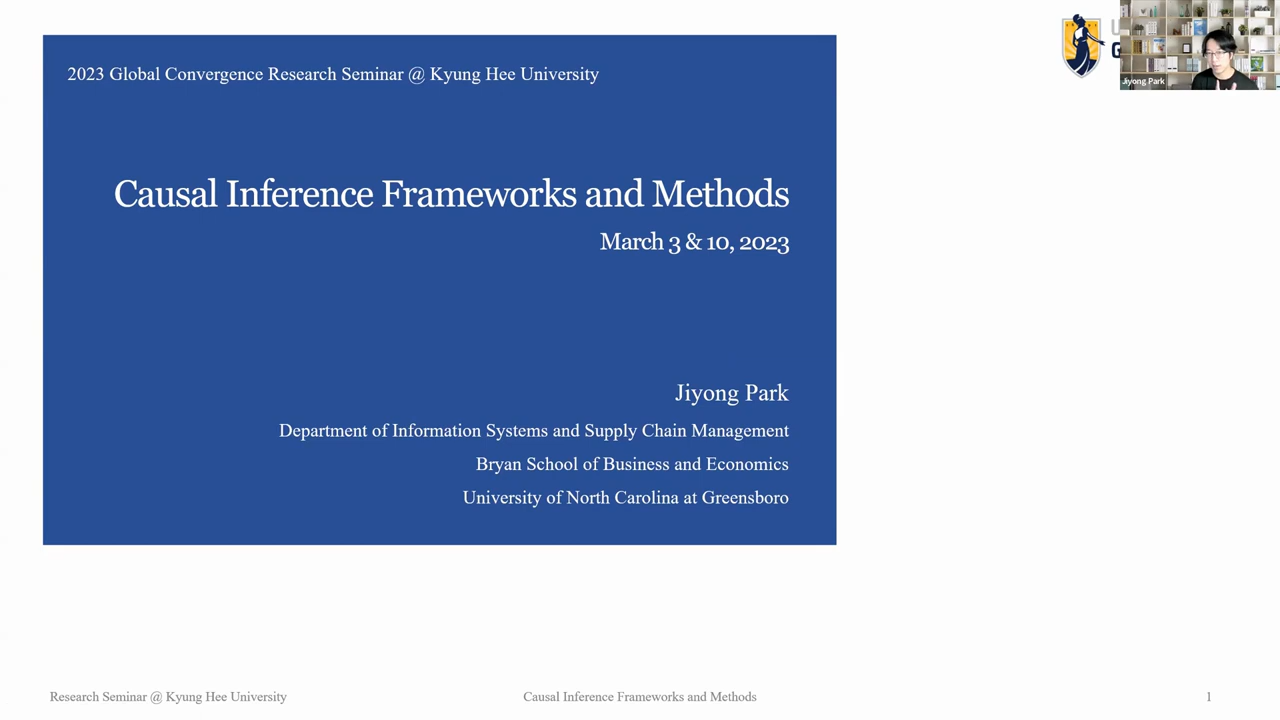 2023 Global Convergence Research Seminar @ Kyung Hee University
Jiyong Park
Causal Inference Frameworks and Methods
March 3 & 10, 2023
Jiyong Park
Department of Information Systems and Supply Chain Management
Bryan School of Business and Economics
University of North Carolina at Greensboro
Research Seminar @ Kyung Hee University
Causal Inference Frameworks and Methods
1